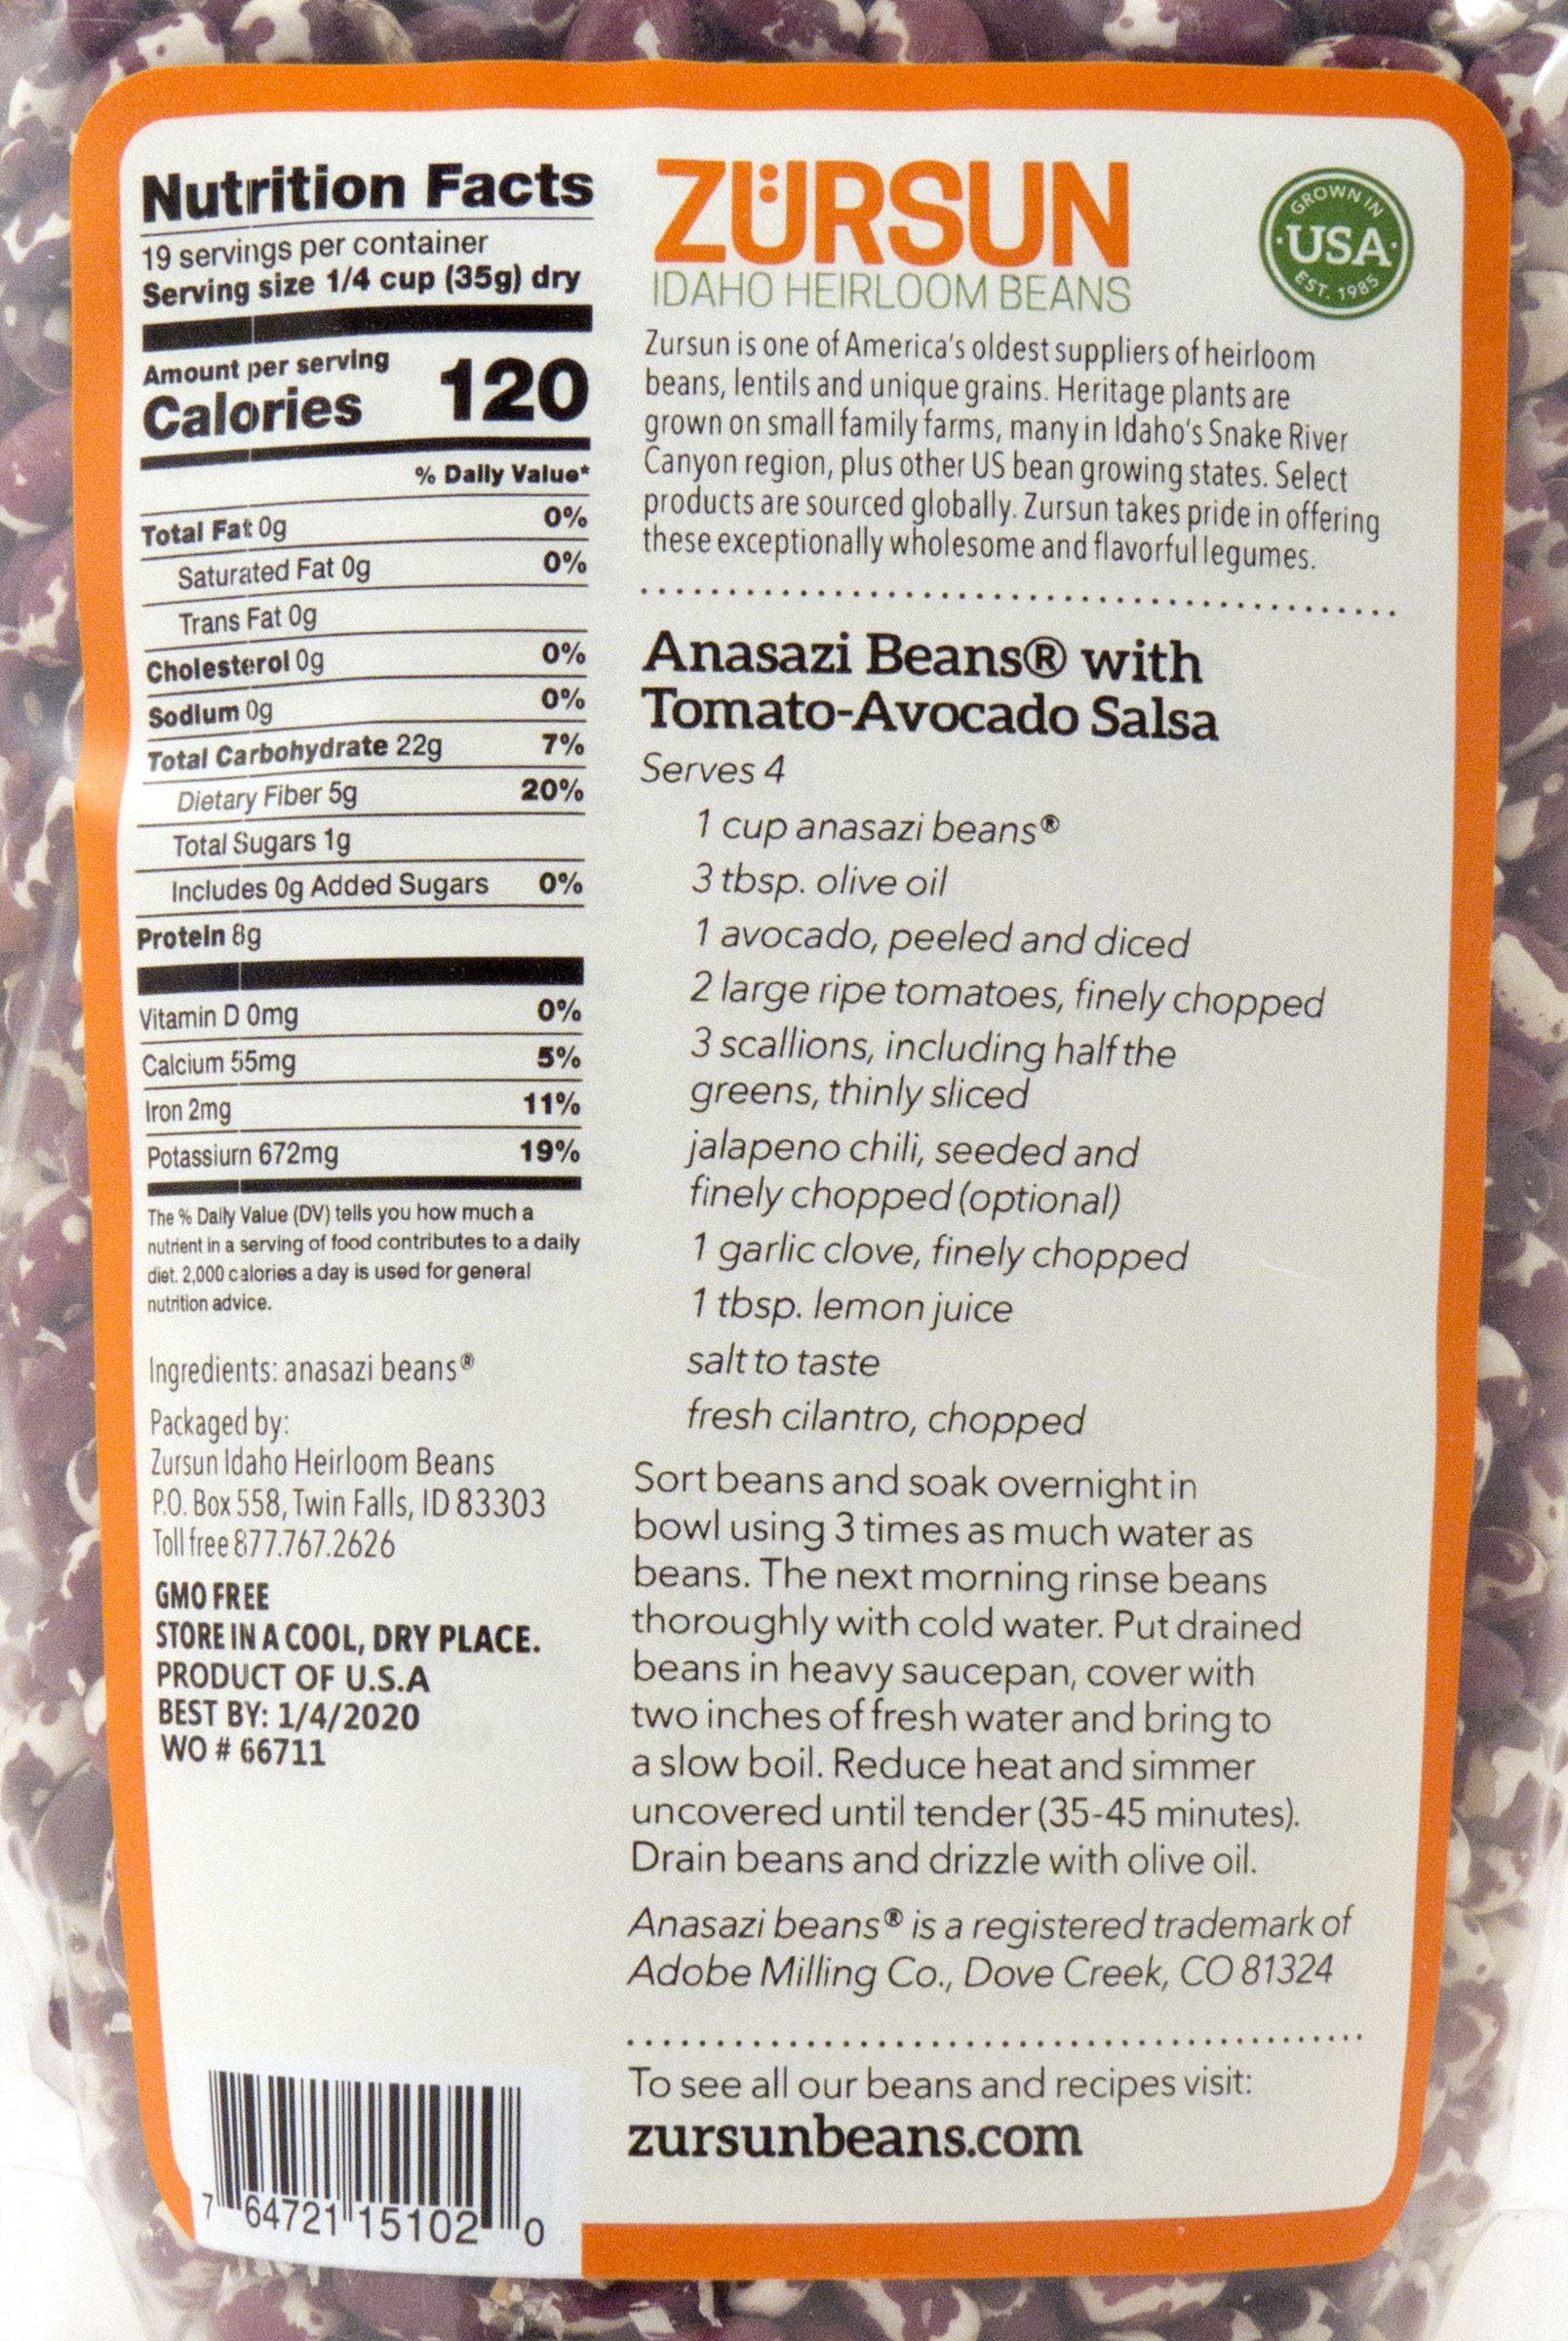 Nutrition Facts
19 servings per container
Serving size 1/4 cup (35g) dry
Amount per serving
Calories 120
% Daily Value*
Total Fat 0g 0%
Saturated Fat 0g 0%
Trans Fat 0g
Cholesterol 0g 0%
Sodium 0g 0%
Total Carbohydrate 22g 7%
Dietary Fiber 5g 20%
Total Sugars 1g
Includes 0g Added Sugars 0%
Protein 8g
Vitamin D 0mg 0%
Calcium 55mg 5%
Iron 2mg 11%
Potassium 672mg 19%
The % Daily Value (DV) tells you how much a
nutrient in a serving of food contributes to a daily
diet. 2,000 calories a day is used for general
nutrition advice.
Ingredients: anasazi beans®
Packaged by:
Zursun Idaho Heirloom Beans
P.O. Box 558, Twin Falls, ID 83303
Toll free 877.767.2626
GMO FREE
STORE IN A COOL, DRY PLACE.
PRODUCT OF U.S.A
BEST BY: 1/4/2020
WO # 66711
7 64721 15102 0
ZÜRSUN
IDAHO HEIRLOOM BEANS
GROWN IN
USA
EST. 1985
Zursun is one of America's oldest suppliers of heirloom
beans, lentils and unique grains. Heritage plants are
grown on small family farms, many in Idaho's Snake River
Canyon region, plus other US bean growing states. Select
products are sourced globally. Zursun takes pride in offering
these exceptionally wholesome and flavorful legumes.
Anasazi Beans® with
Tomato-Avocado Salsa
Serves 4
1 cup anasazi beans®
3 tbsp. olive oil
1 avocado, peeled and diced
2 large ripe tomatoes, finely chopped
3 scallions, including half the
greens, thinly sliced
jalapeno chili, seeded and
finely chopped (optional)
1 garlic clove, finely chopped
1 tbsp. lemon juice
salt to taste
fresh cilantro, chopped
Sort beans and soak overnight in
bowl using 3 times as much water as
beans. The next morning rinse beans
thoroughly with cold water. Put drained
beans in heavy saucepan, cover with
two inches of fresh water and bring to
a slow boil. Reduce heat and simmer
uncovered until tender (35-45 minutes).
Drain beans and drizzle with olive oil.
Anasazi beans® is a registered trademark of
Adobe Milling Co., Dove Creek, CO 81324
To see all our beans and recipes visit:
zursunbeans.com